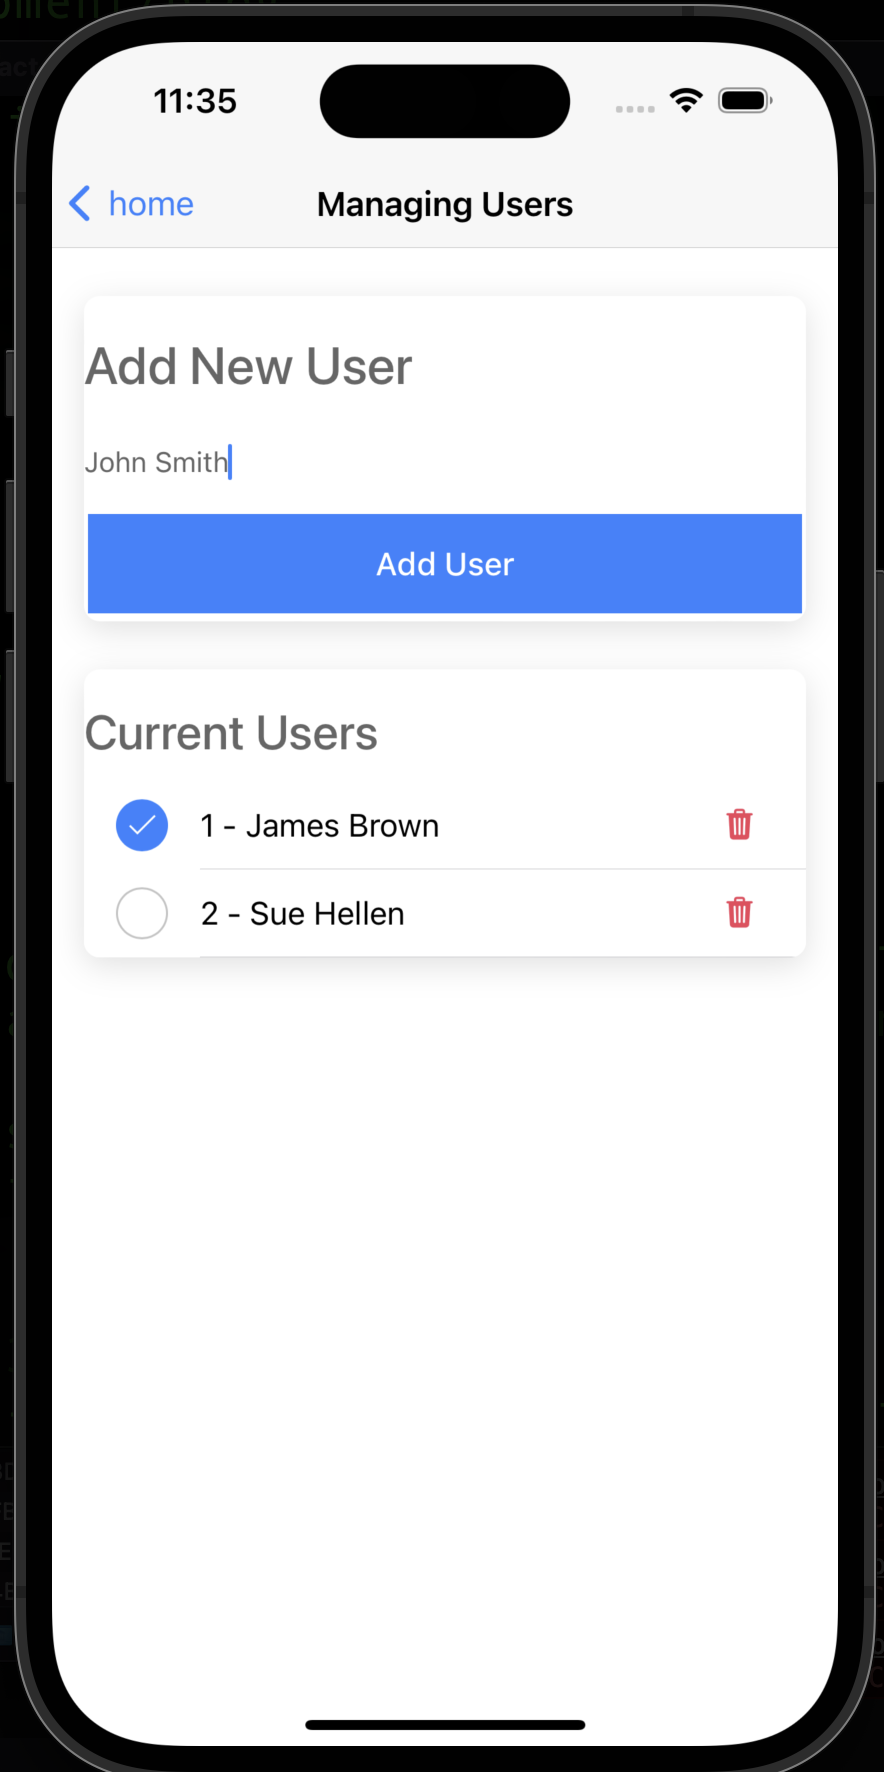 11:35
home
Managing Users
Add New User
John Smith
Add User
Current Users
1 - James Brown
2 - Sue Hellen